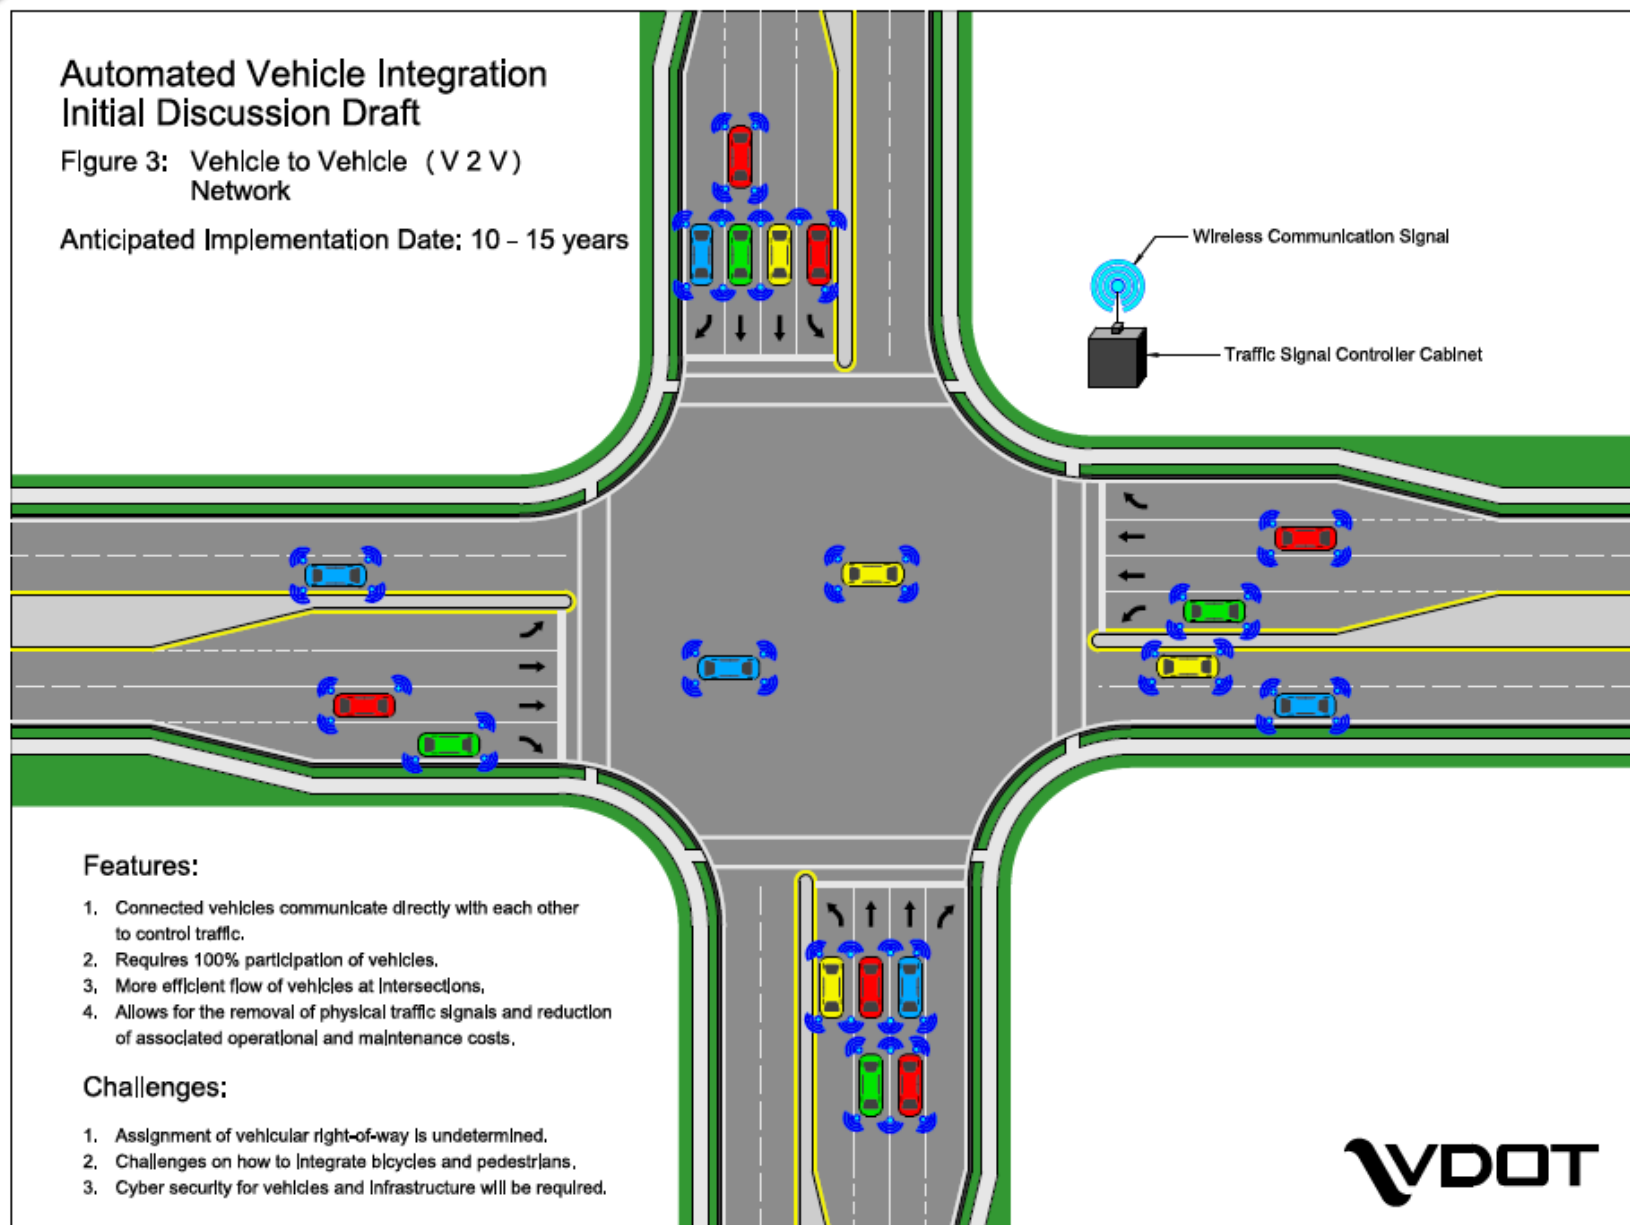 Automated Vehicle Integration
Initial Discussion Draft
Figure 3: Vehicle to Vehicle (V2V)
Network
Anticipated Implementation Date: 10 – 15 years
Wireless Communication Signal
Traffic Signal Controller Cabinet
Features:
1. Connected vehicles communicate directly with each other
to control traffic.
2. Requires 100% participation of vehicles.
3. More efficient flow of vehicles at intersections.
4. Allows for the removal of physical traffic signals and reduction
of associated operational and maintenance costs.
Challenges:
1. Assignment of vehicular right-of-way is undetermined.
2. Challenges on how to integrate bicycles and pedestrians.
3. Cyber security for vehicles and infrastructure will be required.
VDOT